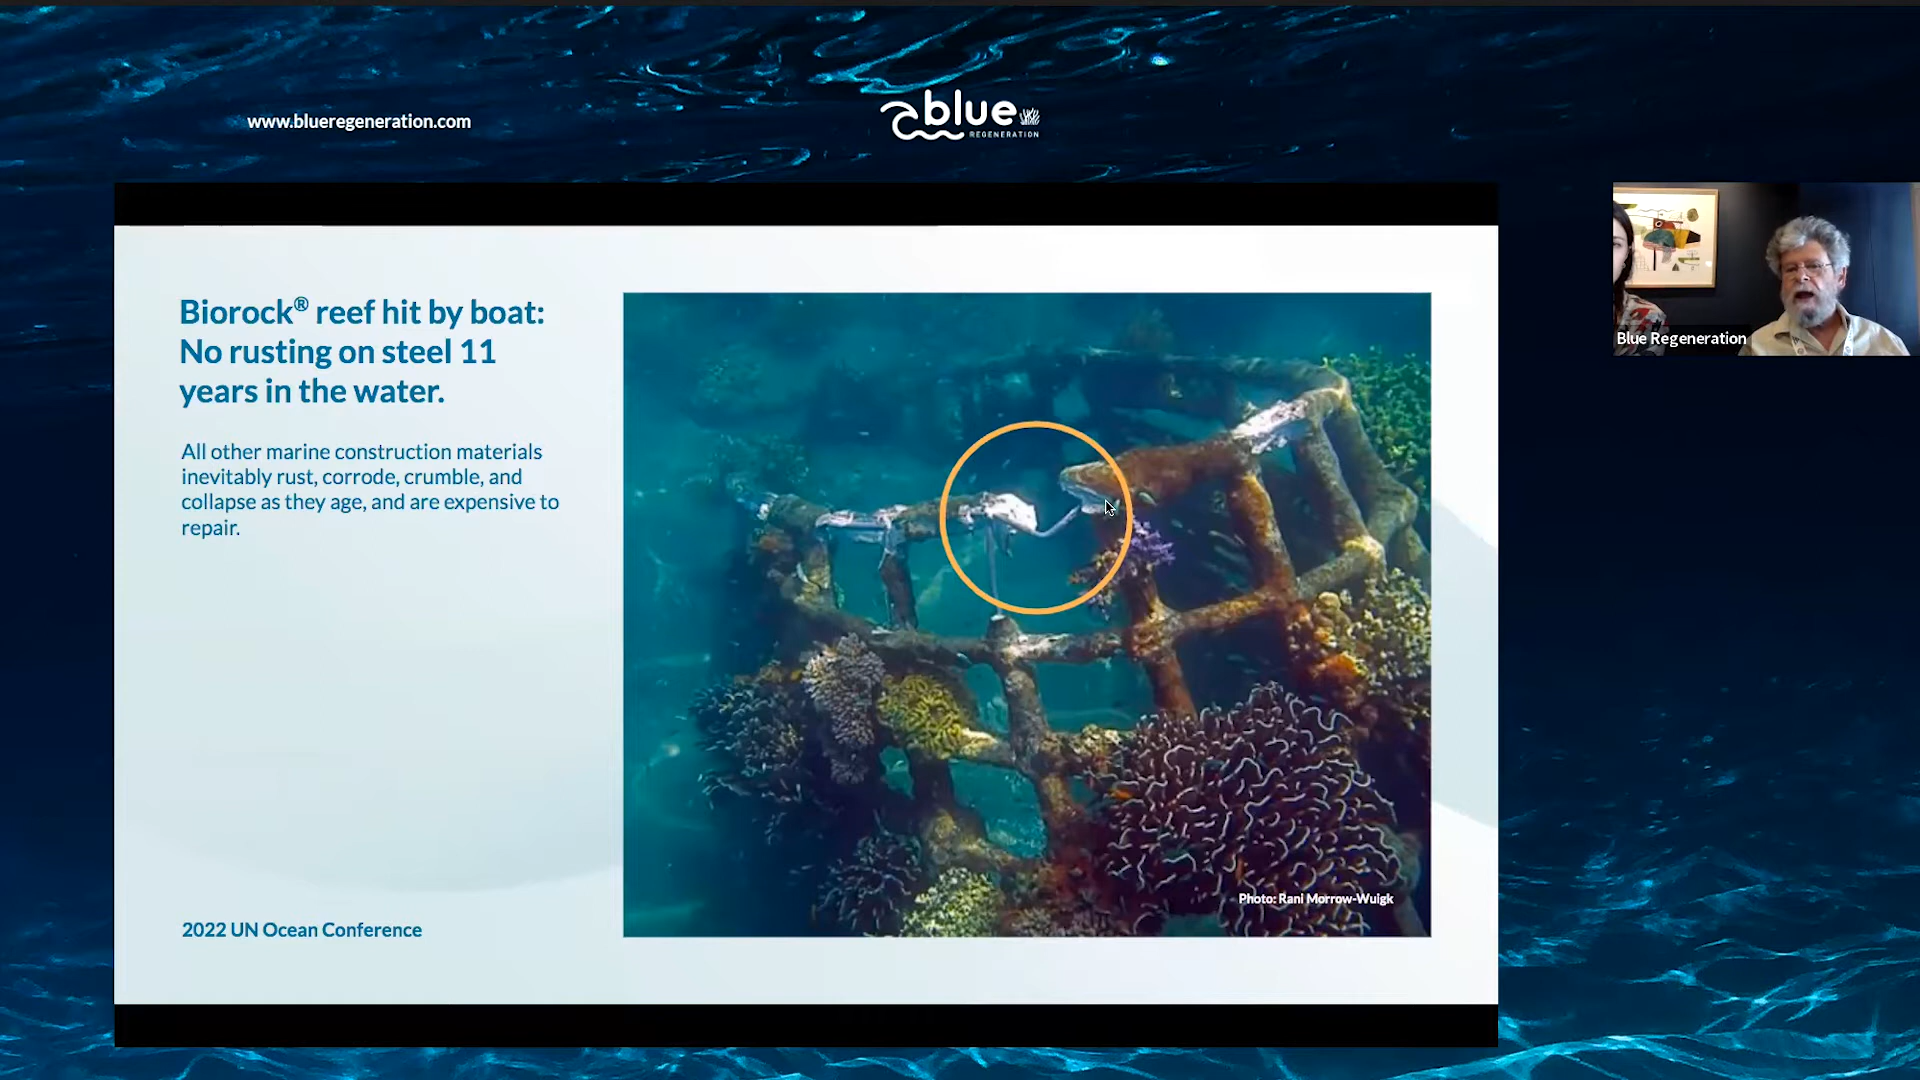 www.blueregeneration.com
blue
REGENERATION
Biorock® reef hit by boat:
No rusting on steel 11
years in the water.
All other marine construction materials
inevitably rust, corrode, crumble, and
collapse as they age, and are expensive to
repair.
Photo: Rani Morrow-Wuigk
2022 UN Ocean Conference
Blue Regeneration